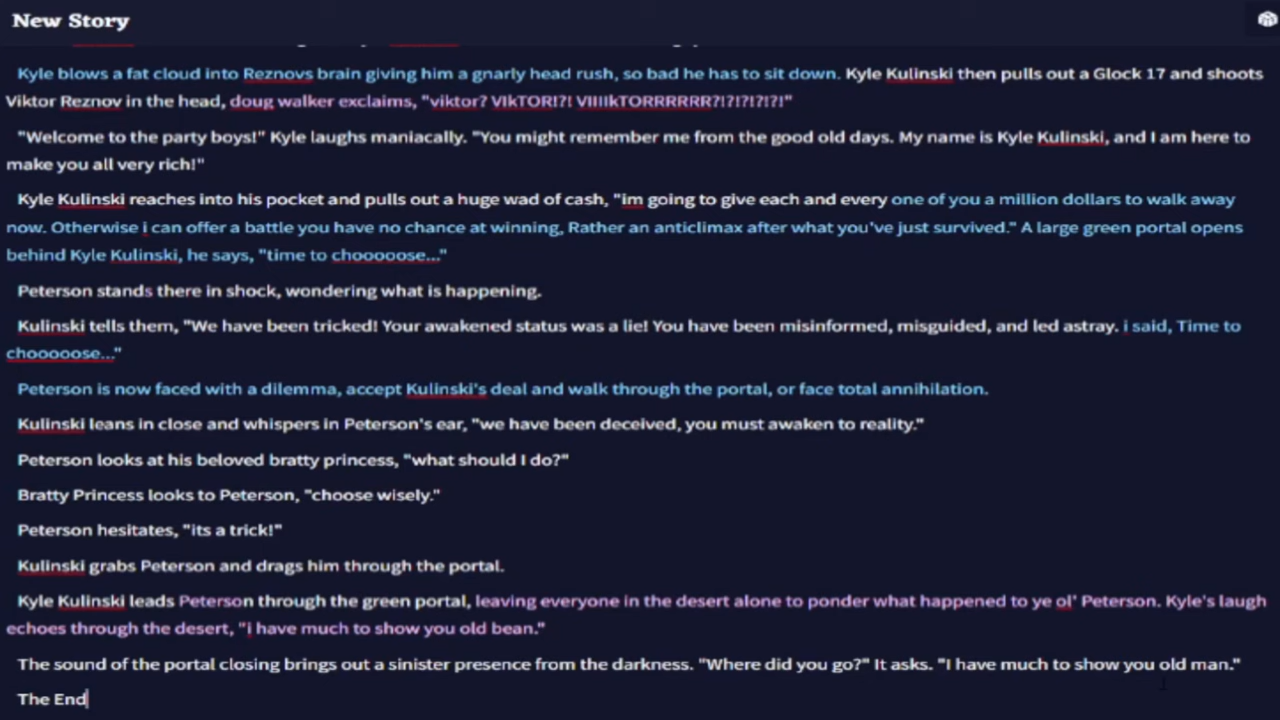 New Story
Kyle blows a fat cloud into Reznovs brain giving him a gnarly head rush, so bad he has to sit down. Kyle Kulinski then pulls out a Glock 17 and shoots
Viktor Reznov in the head, doug walker exclaims, "viktor? VIkTOR!?! VIIIIkTORRRRRR?!?!?!?!?!"
"Welcome to the party boys!" Kyle laughs maniacally. "You might remember me from the good old days. My name is Kyle Kulinski, and I am here to
make you all very rich!"
Kyle Kulinski reaches into his pocket and pulls out a huge wad of cash, "im going to give each and every one of you a million dollars to walk away
now. Otherwise i can offer a battle you have no chance at winning, Rather an anticlimax after what you've just survived." A large green portal opens
behind Kyle Kulinski, he says, "time to chooooose..."
Peterson stands there in shock, wondering what is happening.
Kulinski tells them, "We have been tricked! Your awakened status was a lie! You have been misinformed, misguided, and led astray. i said, Time to
chooooose..."
Peterson is now faced with a dilemma, accept Kulinski's deal and walk through the portal, or face total annihilation.
Kulinski leans in close and whispers in Peterson's ear, "we have been deceived, you must awaken to reality."
Peterson looks at his beloved bratty princess, "what should I do?"
Bratty Princess looks to Peterson, "choose wisely."
Peterson hesitates, "its a trick!"
Kulinski grabs Peterson and drags him through the portal.
Kyle Kulinski leads Peterson through the green portal, leaving everyone in the desert alone to ponder what happened to ye ol' Peterson. Kyle's laugh
echoes through the desert, "i have much to show you old bean."
The sound of the portal closing brings out a sinister presence from the darkness. "Where did you go?" It asks. "I have much to show you old man."
The End